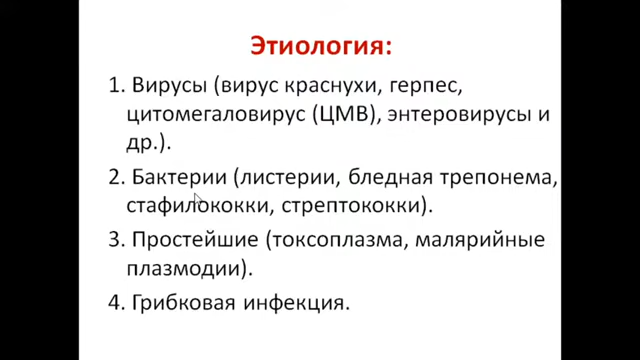 Этиология:
1. Вирусы (вирус краснухи, герпес,
цитомегаловирус (ЦМВ), энтеровирусы и
др.).
2. Бактерии (листерии, бледная трепонема,
стафилококки, стрептококки).
3. Простейшие (токсоплазма, малярийные
плазмодии).
4. Грибковая инфекция.